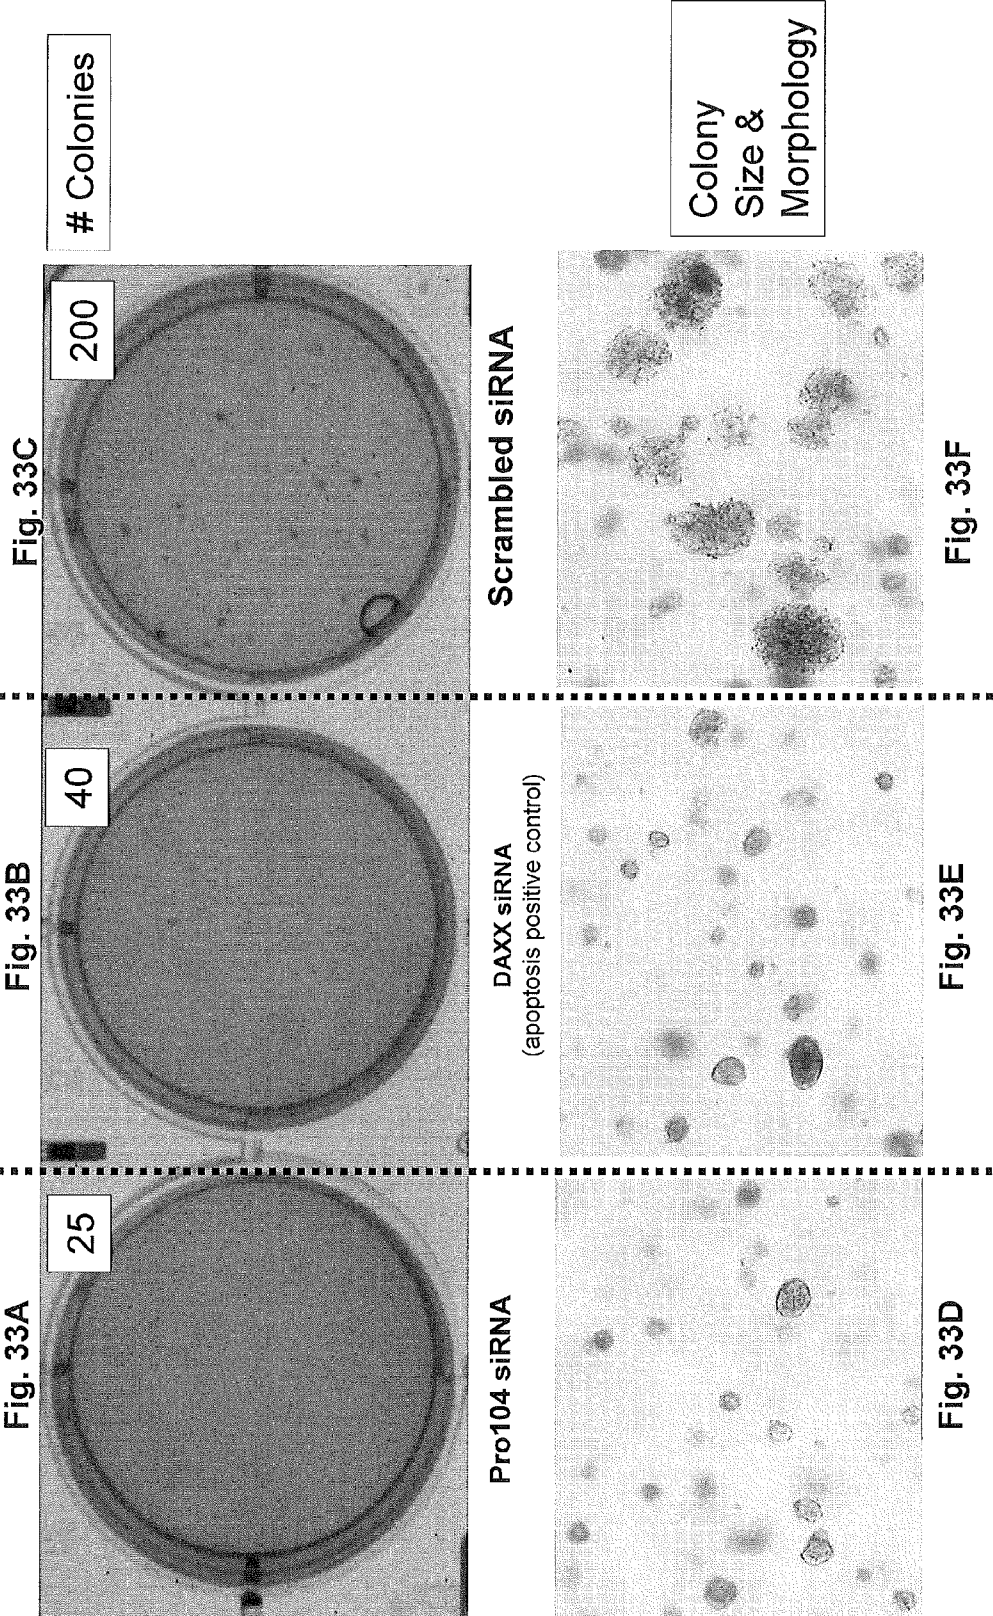 Fig. 33A
Fig. 33B
Fig. 33C
25
40
200
# Colonies
Pro104 siRNA
DAXX siRNA
(apoptosis positive control)
Scrambled siRNA
Colony
Size &
Morphology
Fig. 33D
Fig. 33E
Fig. 33F